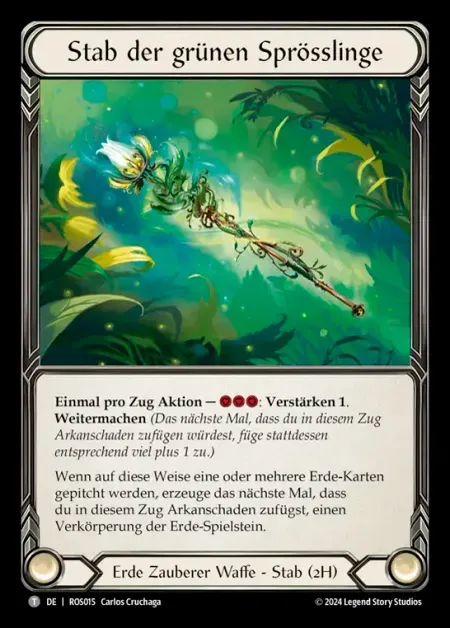 Stab der grünen Sprösslinge
Einmal pro Zug Aktion — : Verstärken 1.
Weitermachen (Das nächste Mal, dass du in diesem Zug
Arkanschaden zufügen würdest, füge stattdessen
entsprechend viel plus 1 zu.)
Wenn auf diese Weise eine oder mehrere Erde-Karten
gepitcht werden, erzeuge das nächste Mal, dass
du in diesem Zug Arkanschaden zufügst, einen
Verkörperung der Erde-Spielstein.
Erde Zauberer Waffe - Stab (2H)
T DE | ROS015 Carlos Cruchaga © 2024 Legend Story Studios